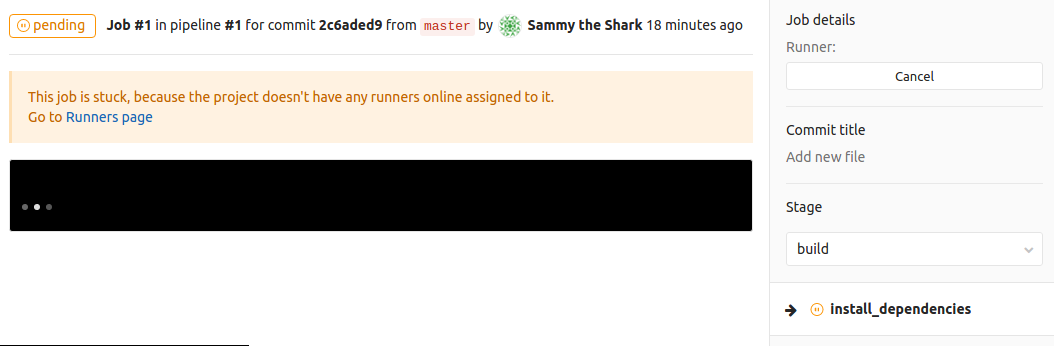 pending Job #1 in pipeline #1 for commit 2c6aded9 from master by Sammy the Shark 18 minutes ago
This job is stuck, because the project doesn't have any runners online assigned to it.
Go to Runners page
Job details
Runner:
Cancel
Commit title
Add new file
Stage
build
install_dependencies